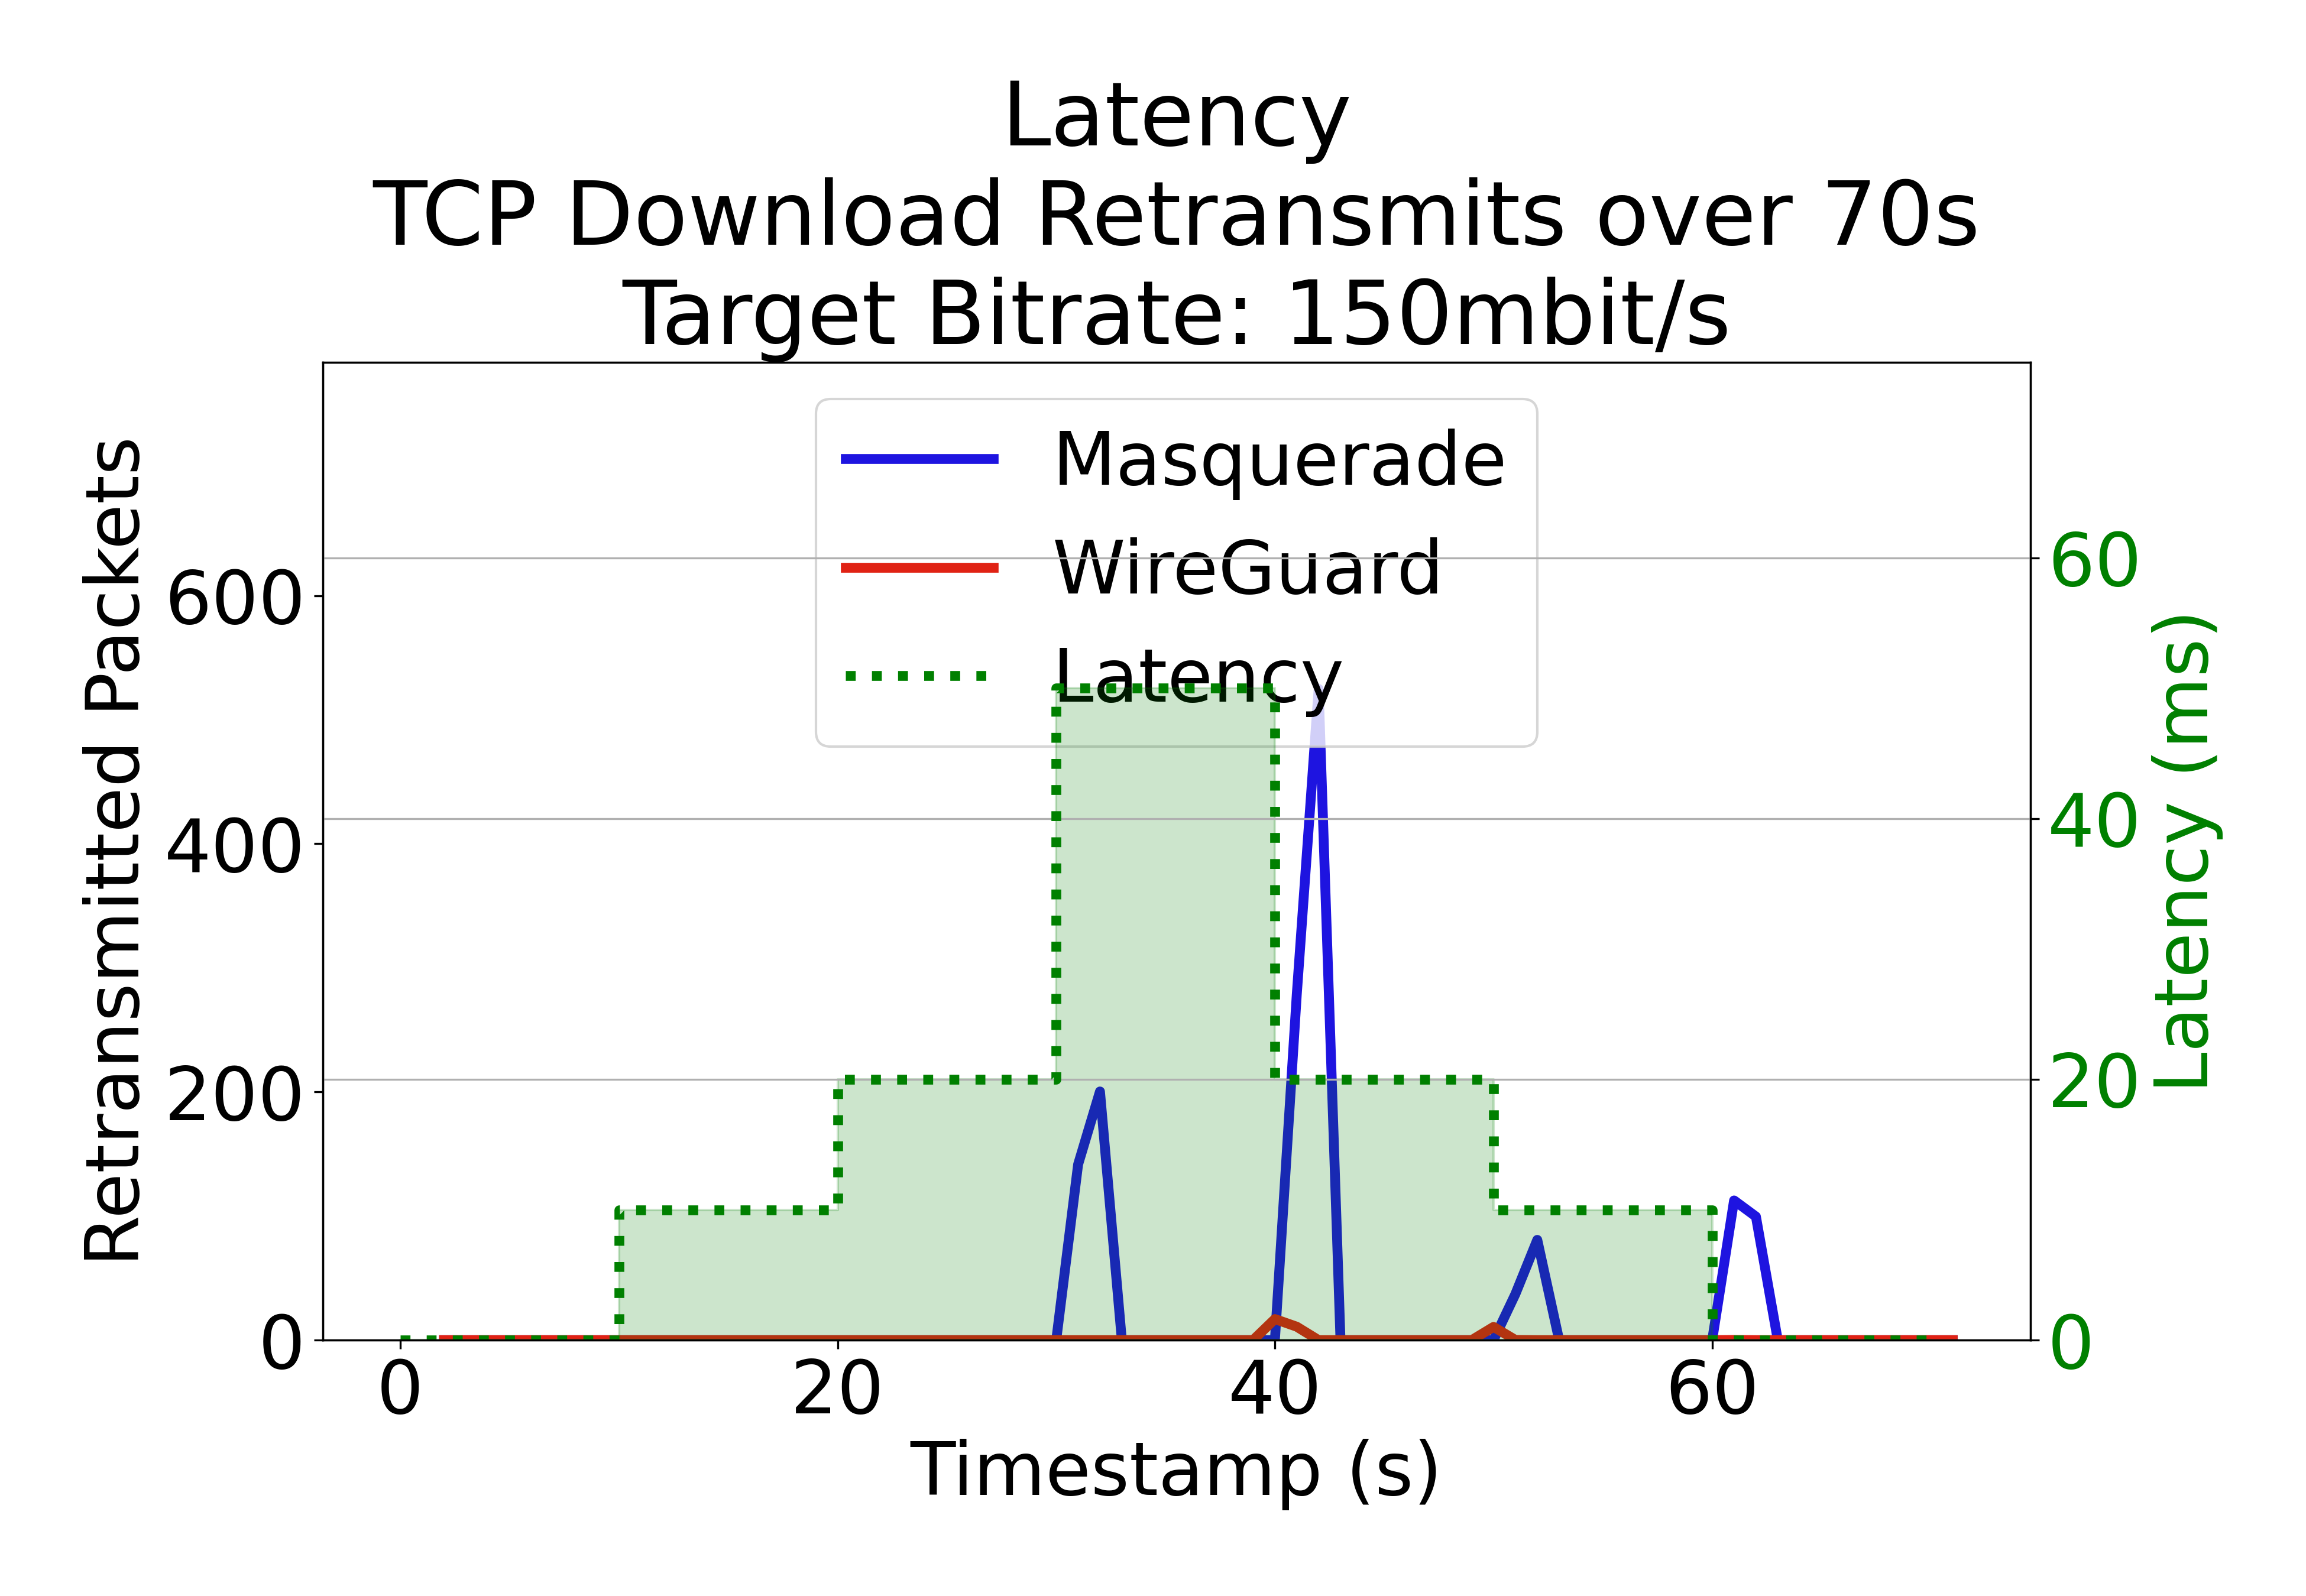 Latency
TCP Download Retransmits over 70s
Target Bitrate: 150mbit/s
Masquerade
WireGuard
Latency
Retransmitted Packets
600
400
200
0
60
40
20
0
Latency (ms)
0 20 40 60
Timestamp (s)